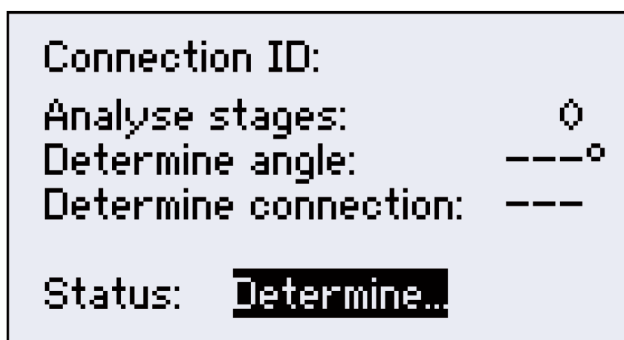 Connection ID:
Analyse stages: 0
Determine angle: ---°
Determine connection: ---
Status: Determine...